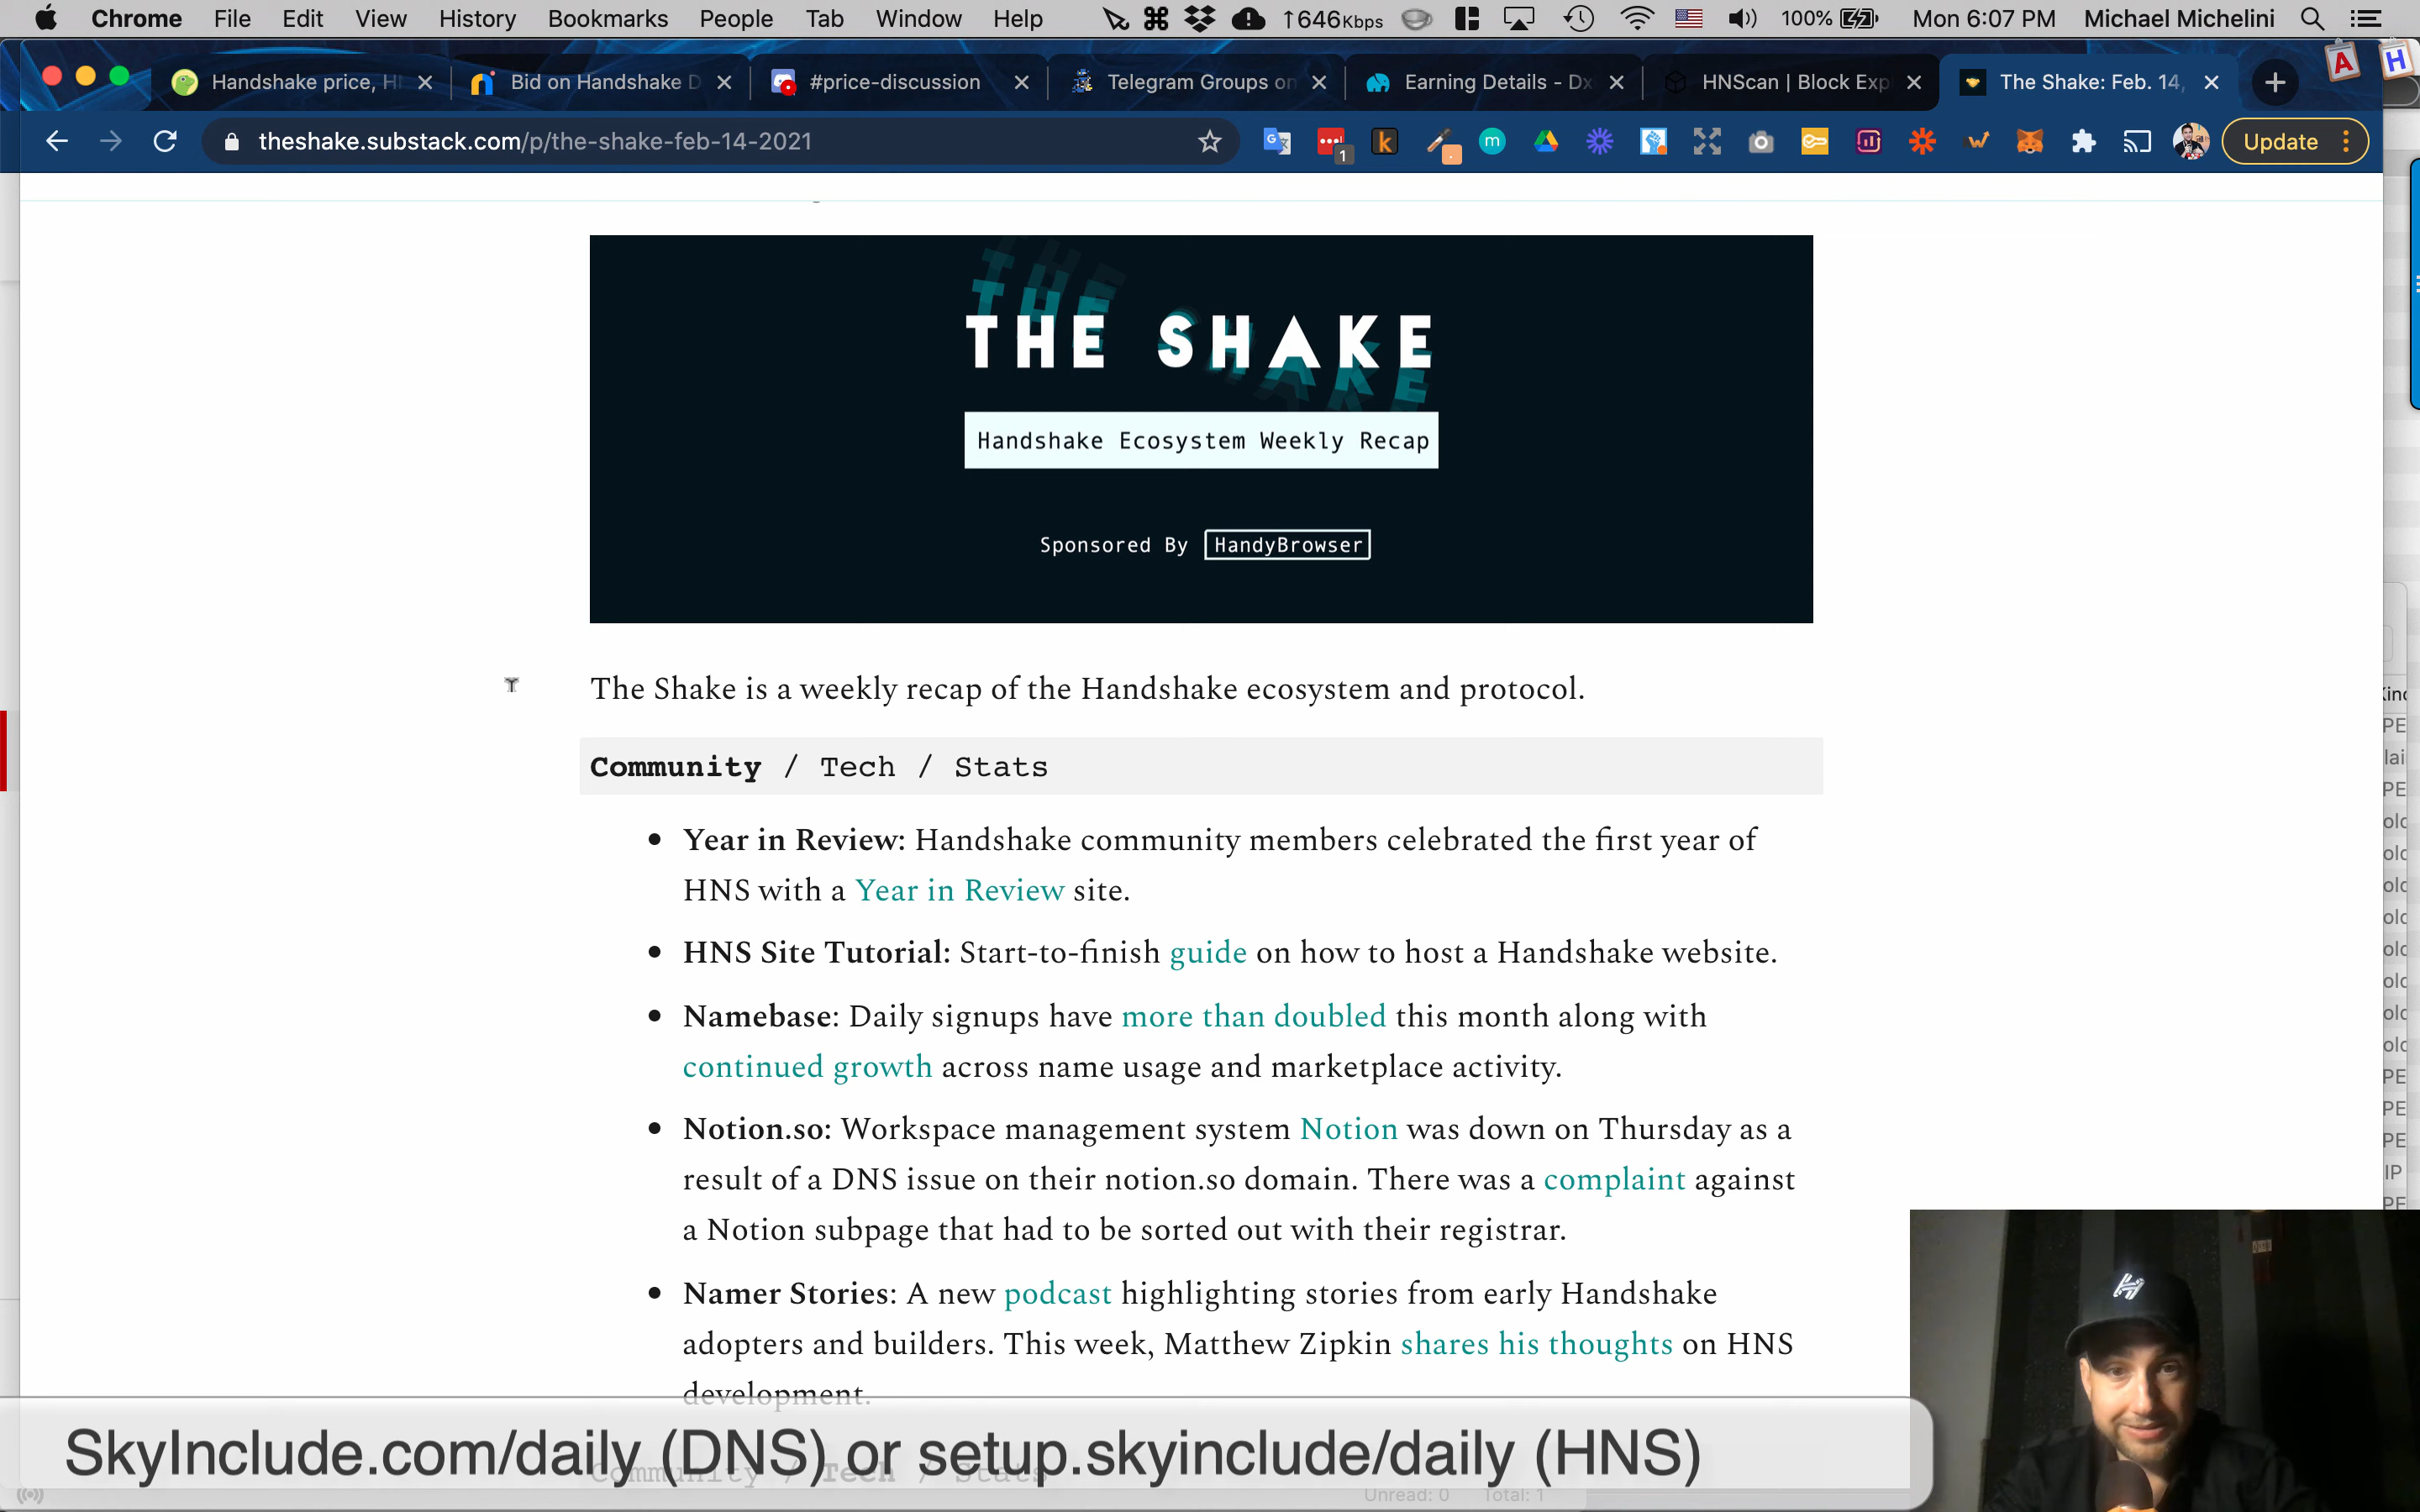 Chrome File Edit View History Bookmarks People Tab Window Help ↑646Kbps 100% Mon 6:07 PM Michael Michelini
Handshake price, H
Bid on Handshake D
#price-discussion
Telegram Groups on
Earning Details - Dx
HNScan | Block Exp
The Shake: Feb. 14,
A
H
theshake.substack.com/p/the-shake-feb-14-2021
1
k
m
Update
THE SHAKE
Handshake Ecosystem Weekly Recap
Sponsored By HandyBrowser
The Shake is a weekly recap of the Handshake ecosystem and protocol.
Community / Tech / Stats
• Year in Review: Handshake community members celebrated the first year of
HNS with a Year in Review site.
• HNS Site Tutorial: Start-to-finish guide on how to host a Handshake website.
• Namebase: Daily signups have more than doubled this month along with
continued growth across name usage and marketplace activity.
• Notion.so: Workspace management system Notion was down on Thursday as a
result of a DNS issue on their notion.so domain. There was a complaint against
a Notion subpage that had to be sorted out with their registrar.
• Namer Stories: A new podcast highlighting stories from early Handshake
adopters and builders. This week, Matthew Zipkin shares his thoughts on HNS
development.
SkyInclude.com/daily (DNS) or setup.skyinclude/daily (HNS)
Community / Tech / Stats
Unread: 0 Total: 1